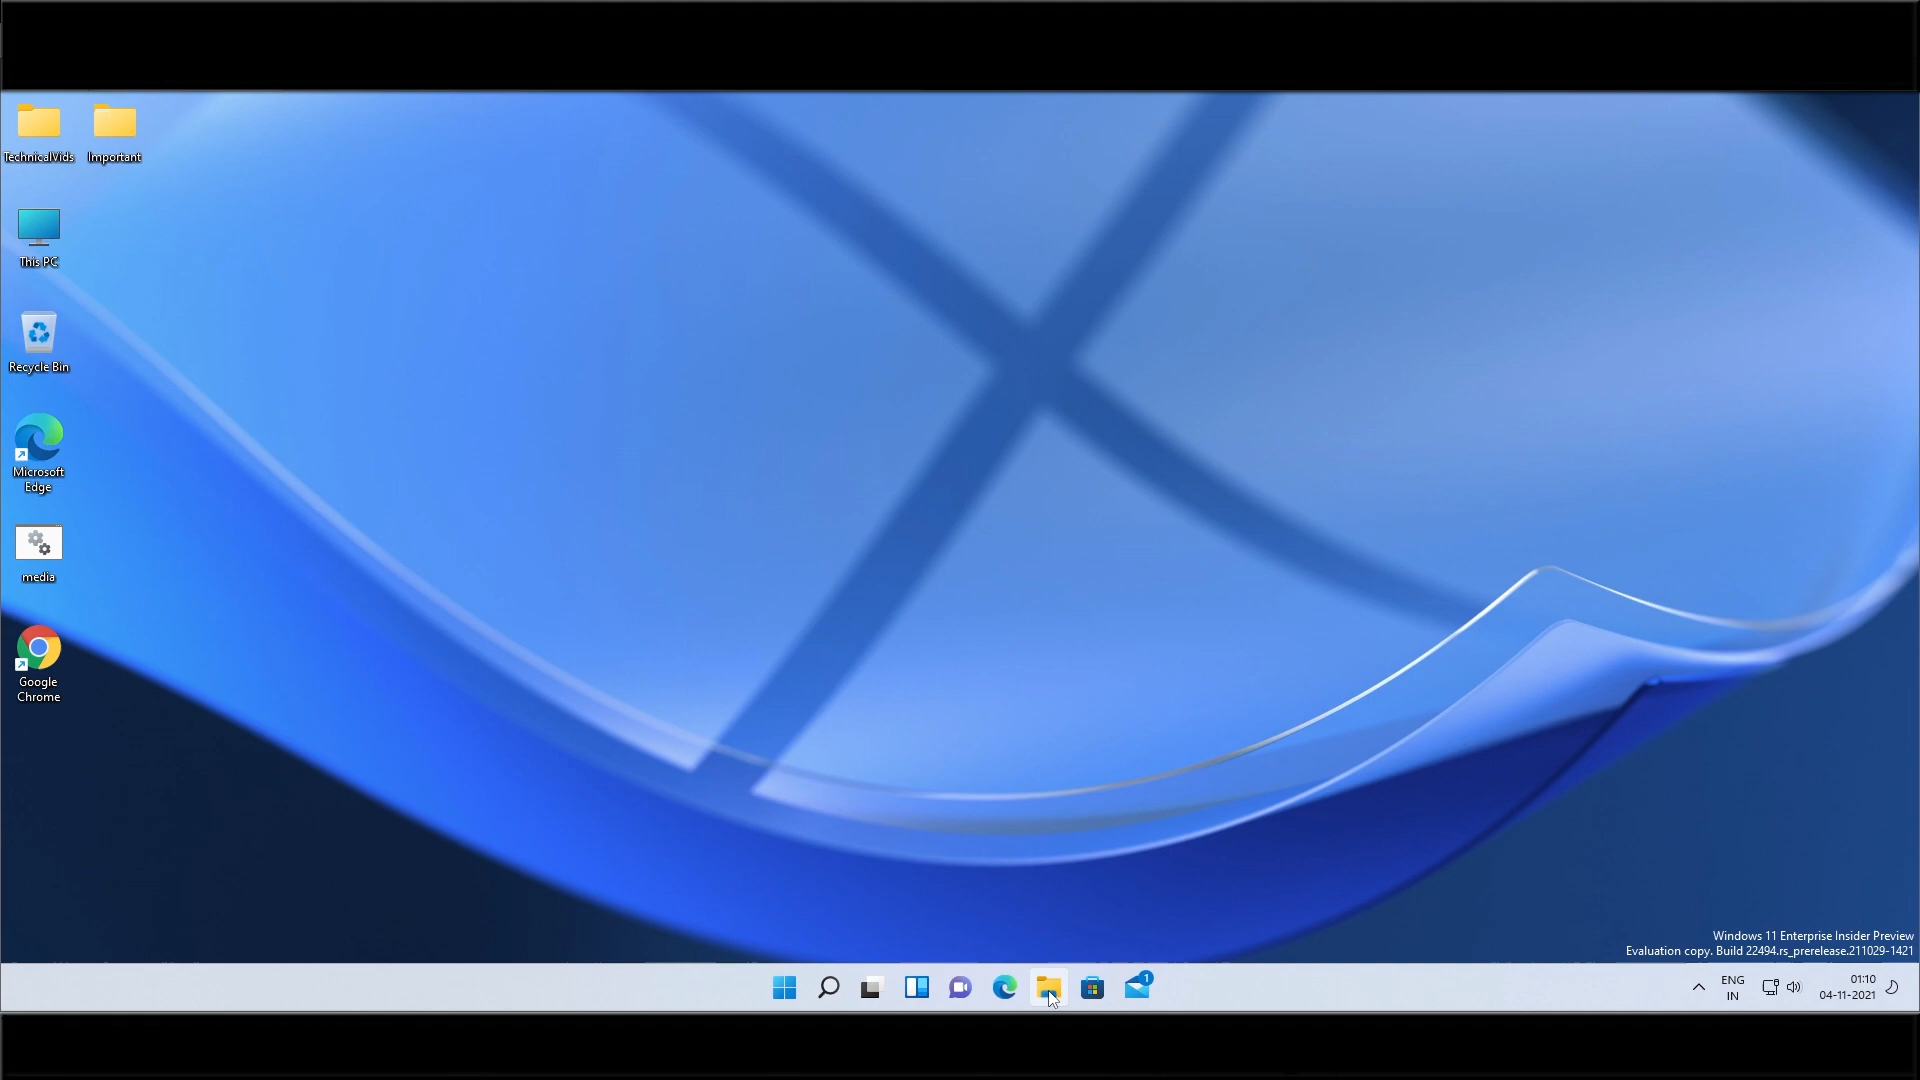 TechnicalVids
Important
This PC
Recycle Bin
Microsoft
Edge
media
Google
Chrome
Windows 11 Enterprise Insider Preview
Evaluation copy. Build 22494.rs_prerelease.211029-1421
1
ENG
IN
01:10
04-11-2021